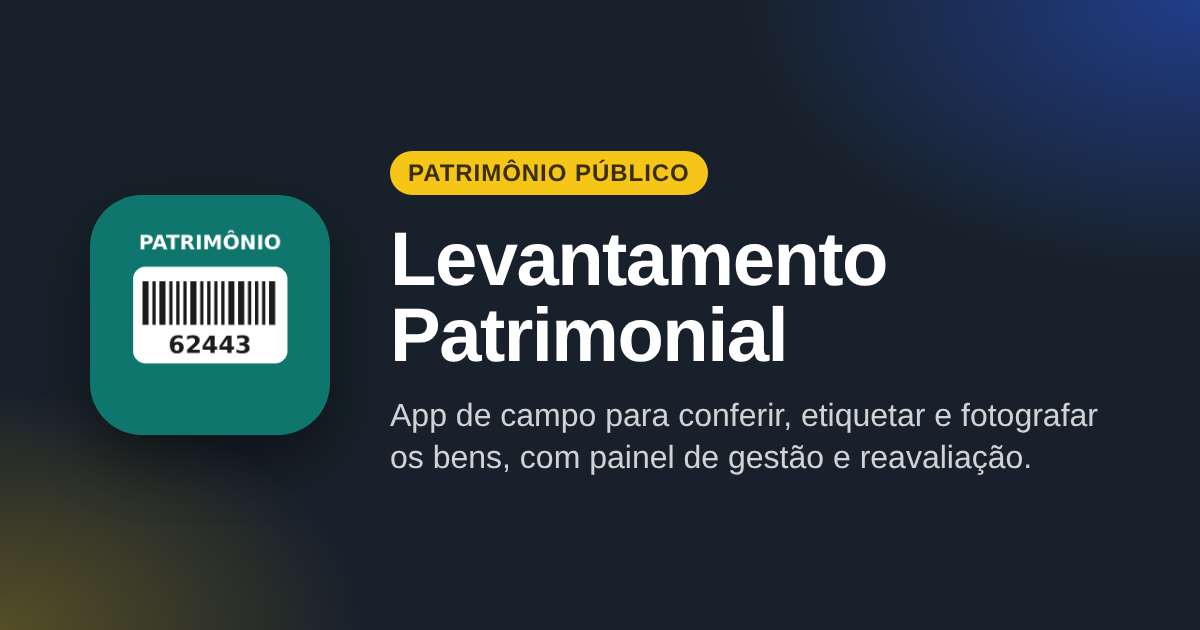 PATRIMÔNIO
62443
PATRIMÔNIO PÚBLICO
Levantamento
Patrimonial
App de campo para conferir, etiquetar e fotografar
os bens, com painel de gestão e reavaliação.